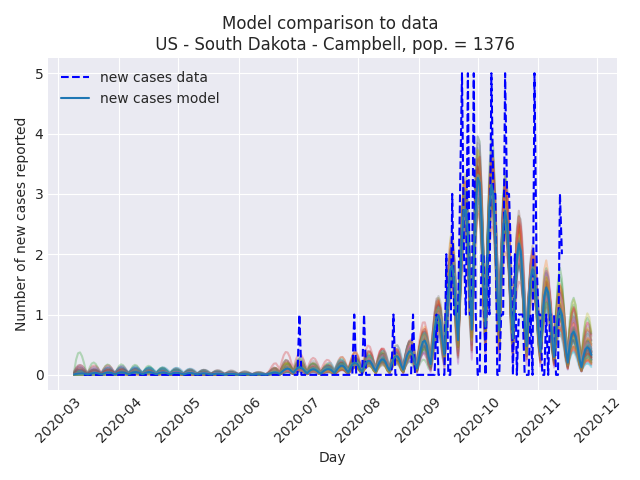 Model comparison to data
US - South Dakota - Campbell, pop. = 1376
new cases data
new cases model
Number of new cases reported
5
4
3
2
1
0
2020-03
2020-04
2020-05
2020-06
2020-07
2020-08
2020-09
2020-10
2020-11
2020-12
Day